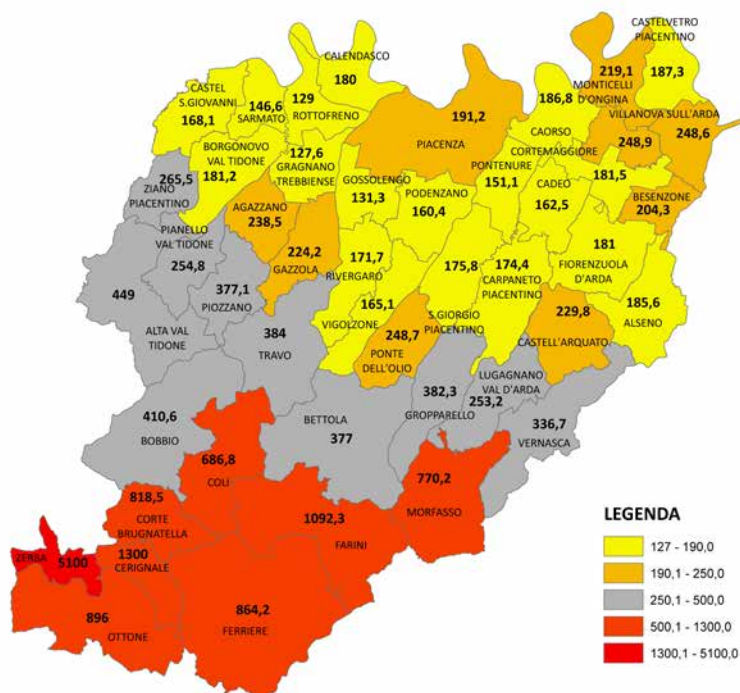 CASTELVETRO
PIACENTINO
187,3
CALENDASCO
180
219,1
MONTICELLI
D'ONGINA
CASTEL
S.GIOVANNI
168,1
146,6
SARMATO
129
ROTTOFRENO
191,2
PIACENZA
186,8
CAORSO
VILLANOVA SULL'ARDA
248,6
248,9
CORTEMAGGIORE
BORGONOVO
VAL TIDONE
181,2
127,6
GRAGNANO
TREBBIENSE
265,5
ZIANO
PIACENTINO
GOSSOLENGO
131,3
PODENZANO
160,4
PONTENURE
151,1
CADEO
162,5
181,5
BESENZONE
204,3
AGAZZANO
238,5
PIANELLO
VAL TIDONE
254,8
224,2
GAZZOLA
171,7
RIVERGARO
175,8
174,4
CARPANETO
PIACENTINO
181
FIORENZUOLA
D'ARDA
449
377,1
PIOZZANO
165,1
VIGOLZONE
S.GIORGIO
PIACENTINO
229,8
CASTELL'ARQUATO
185,6
ALSENO
ALTA VAL
TIDONE
384
TRAVO
248,7
PONTE
DELL'OLIO
410,6
BOBBIO
BETTOLA
377
382,3
GROPPARELLO
LUGAGNANO
VAL D'ARDA
253,2
336,7
VERNASCA
686,8
COLI
770,2
MORFASSO
818,5
CORTE
BRUGNATELLA
1092,3
FARINI
ZERBA
5100
1300
CERIGNALE
896
OTTONE
864,2
FERRIERE
LEGENDA
127 - 190,0
190,1 - 250,0
250,1 - 500,0
500,1 - 1300,0
1300,1 - 5100,0